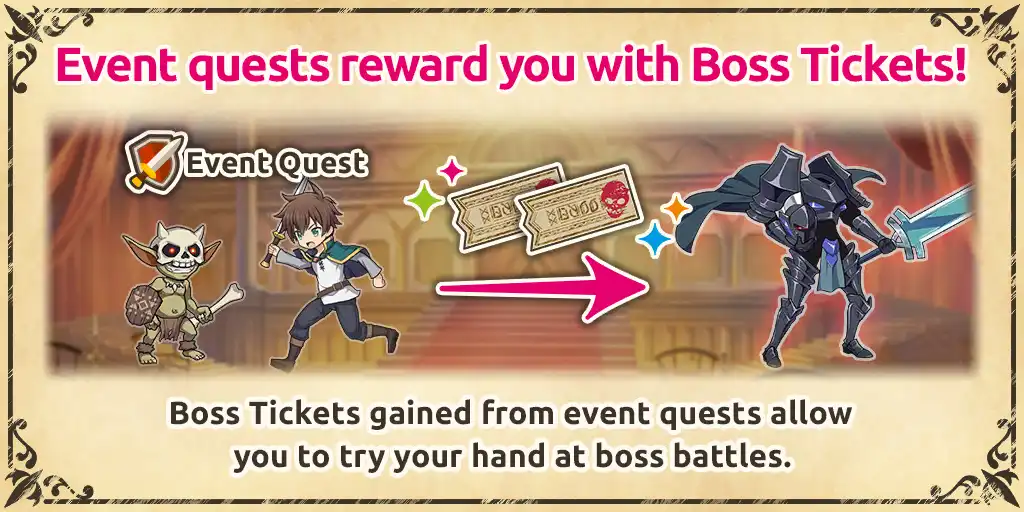 Event quests reward you with Boss Tickets!
Event Quest
Boss Tickets gained from event quests allow
you to try your hand at boss battles.